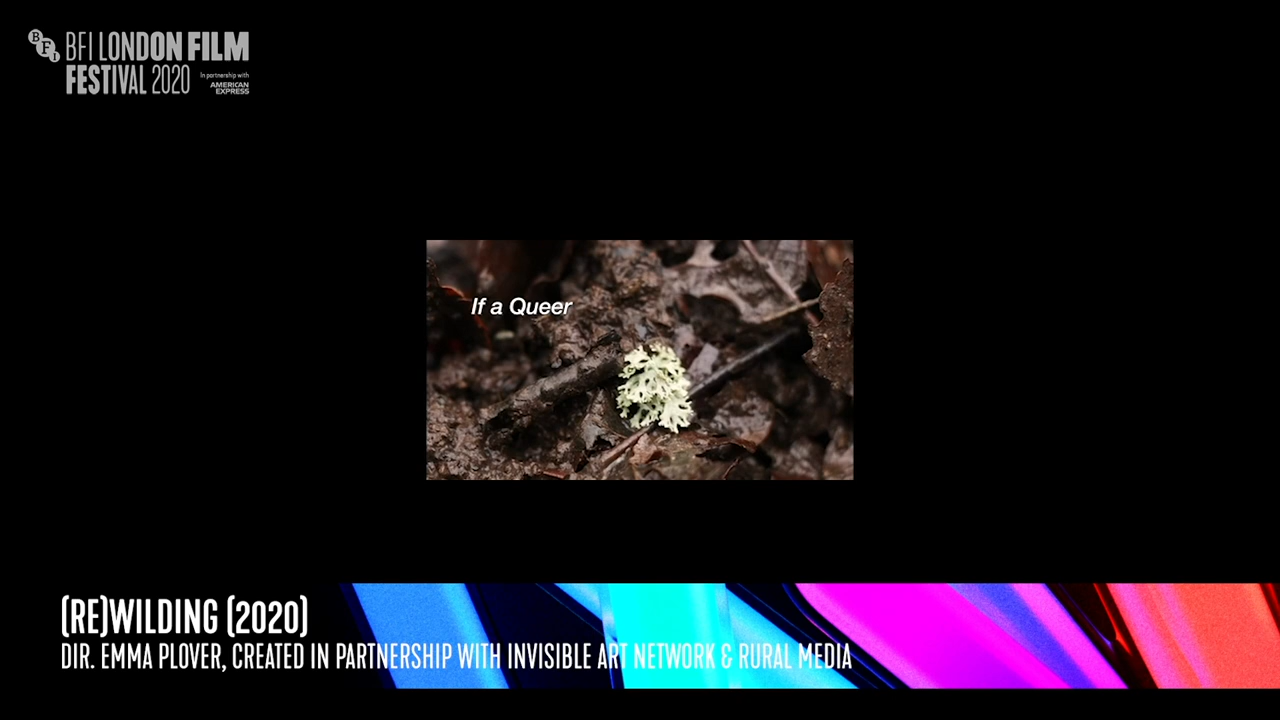 BFI
BFI LONDON FILM
FESTIVAL 2020
In partnership with
AMERICAN
EXPRESS
If a Queer
(RE)WILDING (2020)
DIR. EMMA PLOVER, CREATED IN PARTNERSHIP WITH INVISIBLE ART NETWORK & RURAL MEDIA